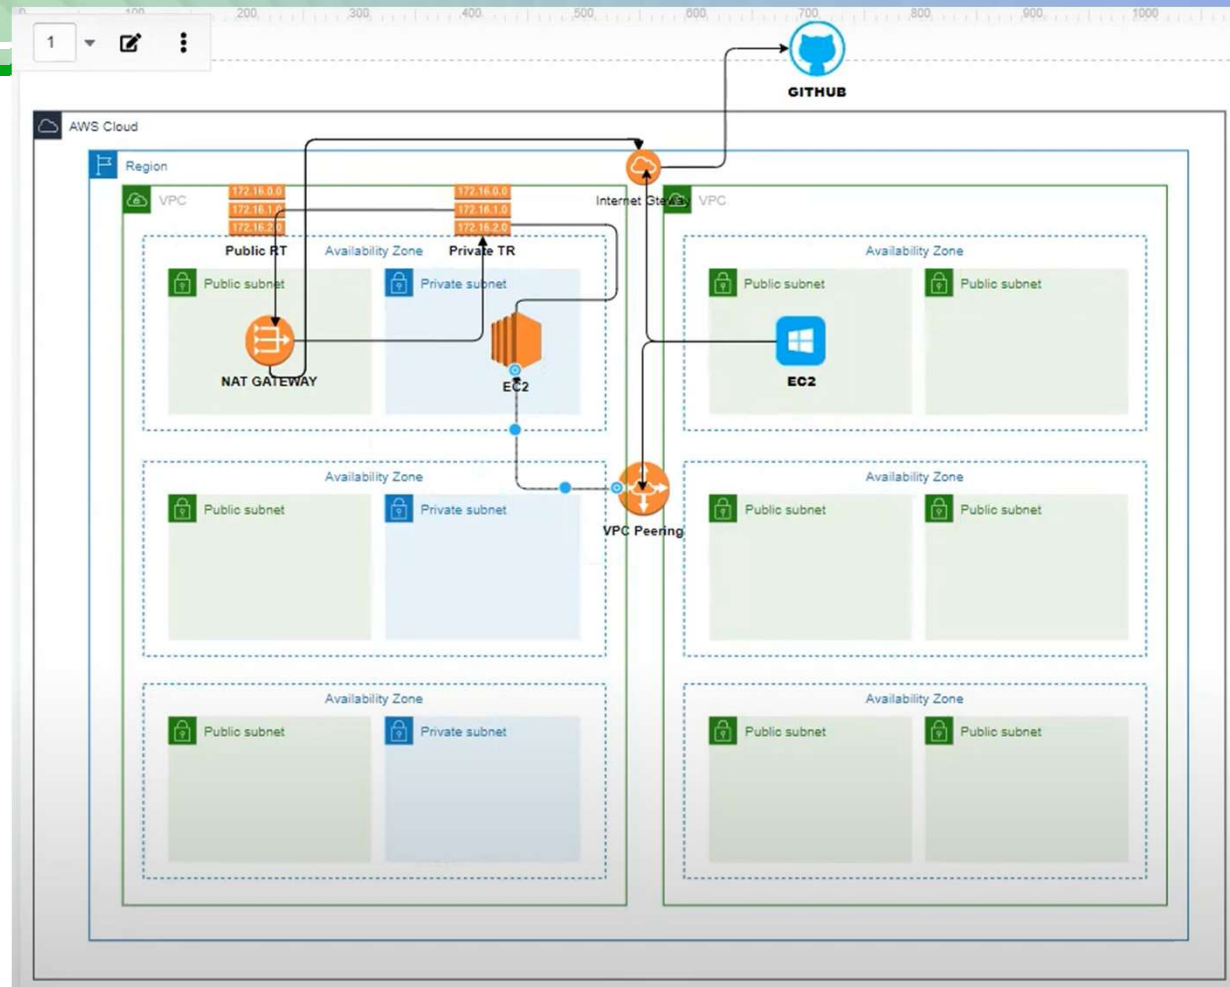 0 100 200 300 400 500 600 700 800 900 1000
1
GITHUB
AWS Cloud
Region
Internet Gteway
VPC
172.16.0.0
172.16.1.0
172.16.2.0
Public RT
172.16.0.0
172.16.1.0
172.16.2.0
Private TR
Availability Zone
Public subnet
Private subnet
NAT GATEWAY
EC2
VPC
Availability Zone
Public subnet
Public subnet
EC2
VPC Peering
Availability Zone
Public subnet
Private subnet
Availability Zone
Public subnet
Public subnet
Availability Zone
Public subnet
Private subnet
Availability Zone
Public subnet
Public subnet